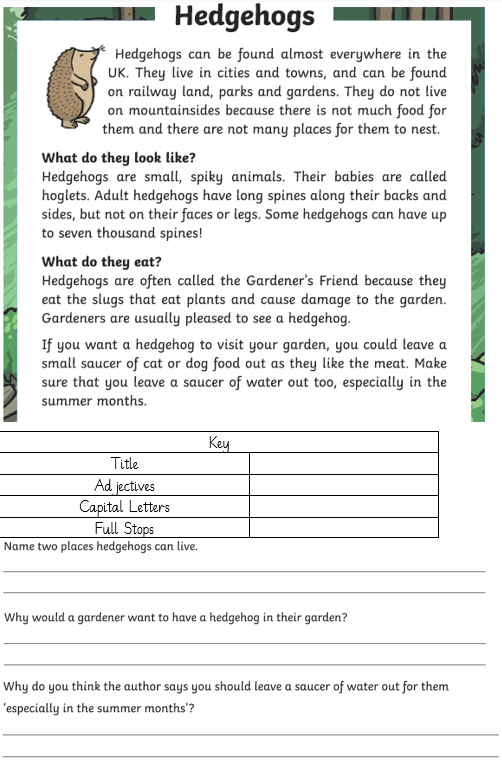 Hedgehogs
Hedgehogs can be found almost everywhere in the
UK. They live in cities and towns, and can be found
on railway land, parks and gardens. They do not live
on mountainsides because there is not much food for
them and there are not many places for them to nest.
What do they look like?
Hedgehogs are small, spiky animals. Their babies are called
hoglets. Adult hedgehogs have long spines along their backs and
sides, but not on their faces or legs. Some hedgehogs can have up
to seven thousand spines!
What do they eat?
Hedgehogs are often called the Gardener's Friend because they
eat the slugs that eat plants and cause damage to the garden.
Gardeners are usually pleased to see a hedgehog.
If you want a hedgehog to visit your garden, you could leave a
small saucer of cat or dog food out as they like the meat. Make
sure that you leave a saucer of water out too, especially in the
summer months.
Key
Title
Adjectives
Capital Letters
Full Stops
Name two places hedgehogs can live.
Why would a gardener want to have a hedgehog in their garden?
Why do you think the author says you should leave a saucer of water out for them
'especially in the summer months'?